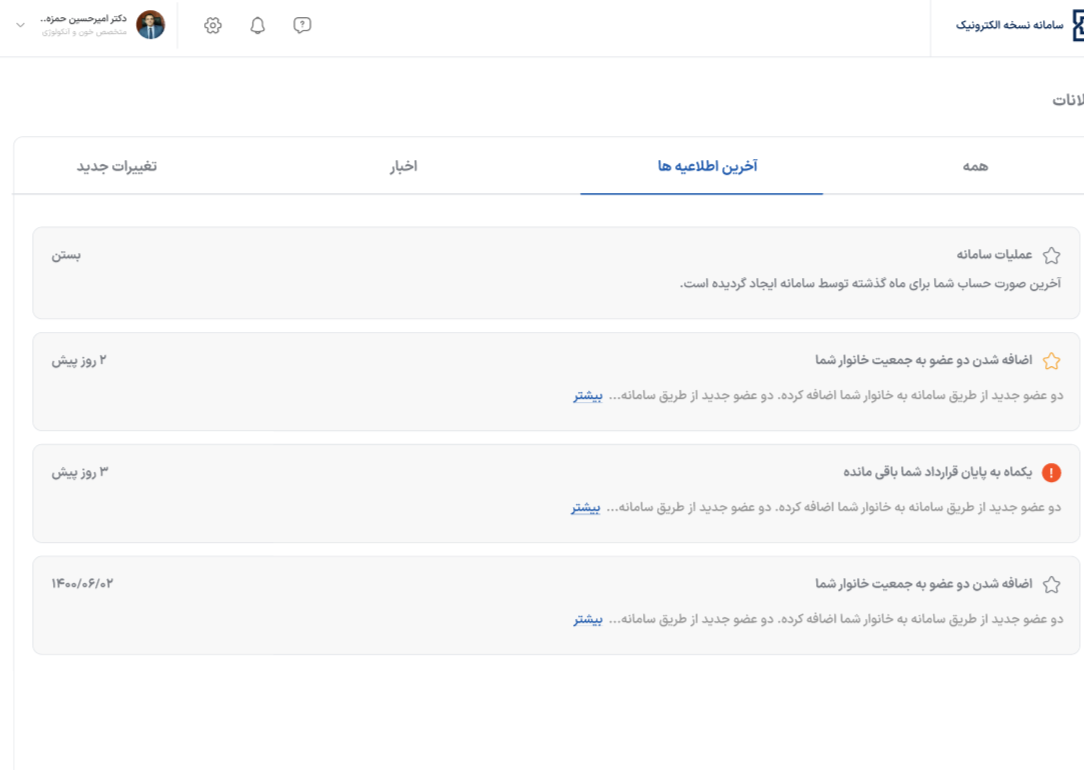 سامانه نسخه الکترونیک
دکتر امیرحسین حمزه..
متخصص خون و انکولوژی
همه
آخرین اطلاعیه ها
اخبار
تغییرات جدید
عملیات سامانه
بستن
آخرین صورت حساب شما برای ماه گذشته توسط سامانه ایجاد گردیده است.
اضافه شدن دو عضو به جمعیت خانوار شما
۲ روز پیش
دو عضو جدید از طریق سامانه به خانوار شما اضافه کرده. دو عضو جدید از طریق سامانه... بیشتر
یکماه به پایان قرارداد شما باقی مانده
۳ روز پیش
دو عضو جدید از طریق سامانه به خانوار شما اضافه کرده. دو عضو جدید از طریق سامانه... بیشتر
اضافه شدن دو عضو به جمعیت خانوار شما
۱۴۰۰/۰۶/۰۲
دو عضو جدید از طریق سامانه به خانوار شما اضافه کرده. دو عضو جدید از طریق سامانه... بیشتر